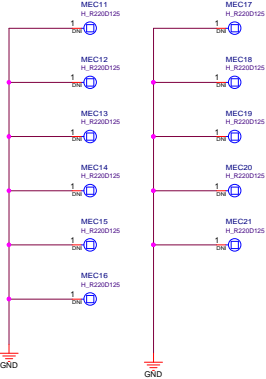 MEC11
H_R220D125
1
DNI
MEC12
H_R220D125
1
DNI
MEC13
H_R220D125
1
DNI
MEC14
H_R220D125
1
DNI
MEC15
H_R220D125
1
DNI
MEC16
H_R220D125
1
DNI
GND
MEC17
H_R220D125
1
DNI
MEC18
H_R220D125
1
DNI
MEC19
H_R220D125
1
DNI
MEC20
H_R220D125
1
DNI
MEC21
H_R220D125
1
DNI
GND